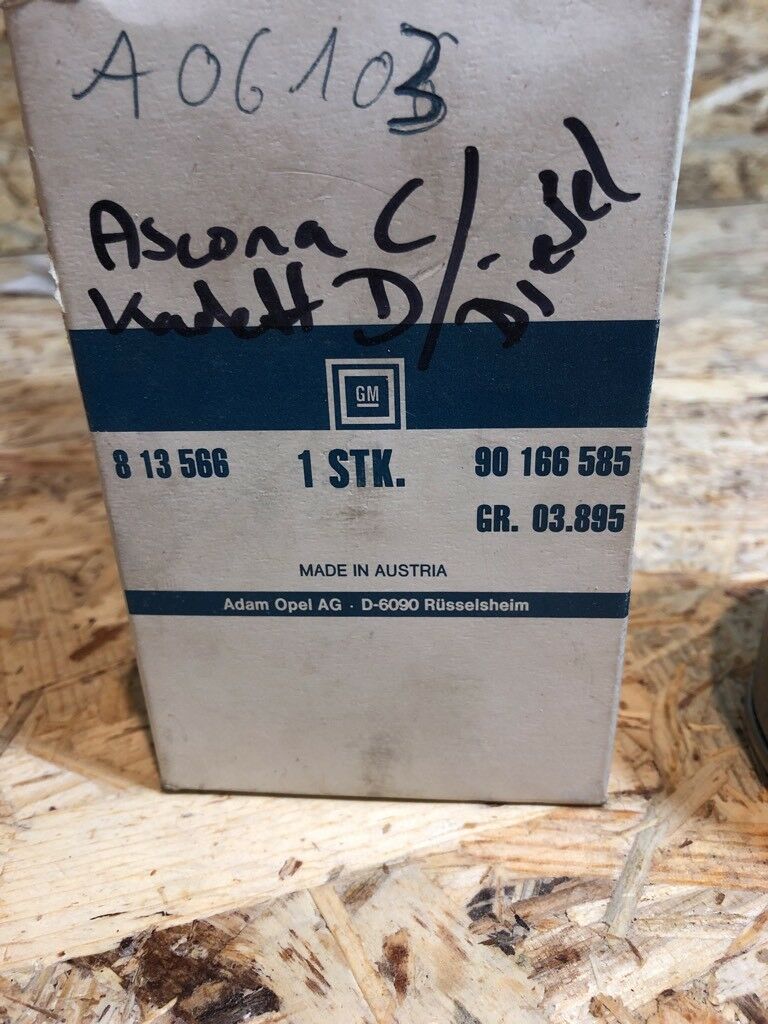 A06103
Ascona C/
Kadett D/Diesel
GM
8 13 566 1 STK. 90 166 585
GR. 03.895
MADE IN AUSTRIA
Adam Opel AG · D-6090 Rüsselsheim